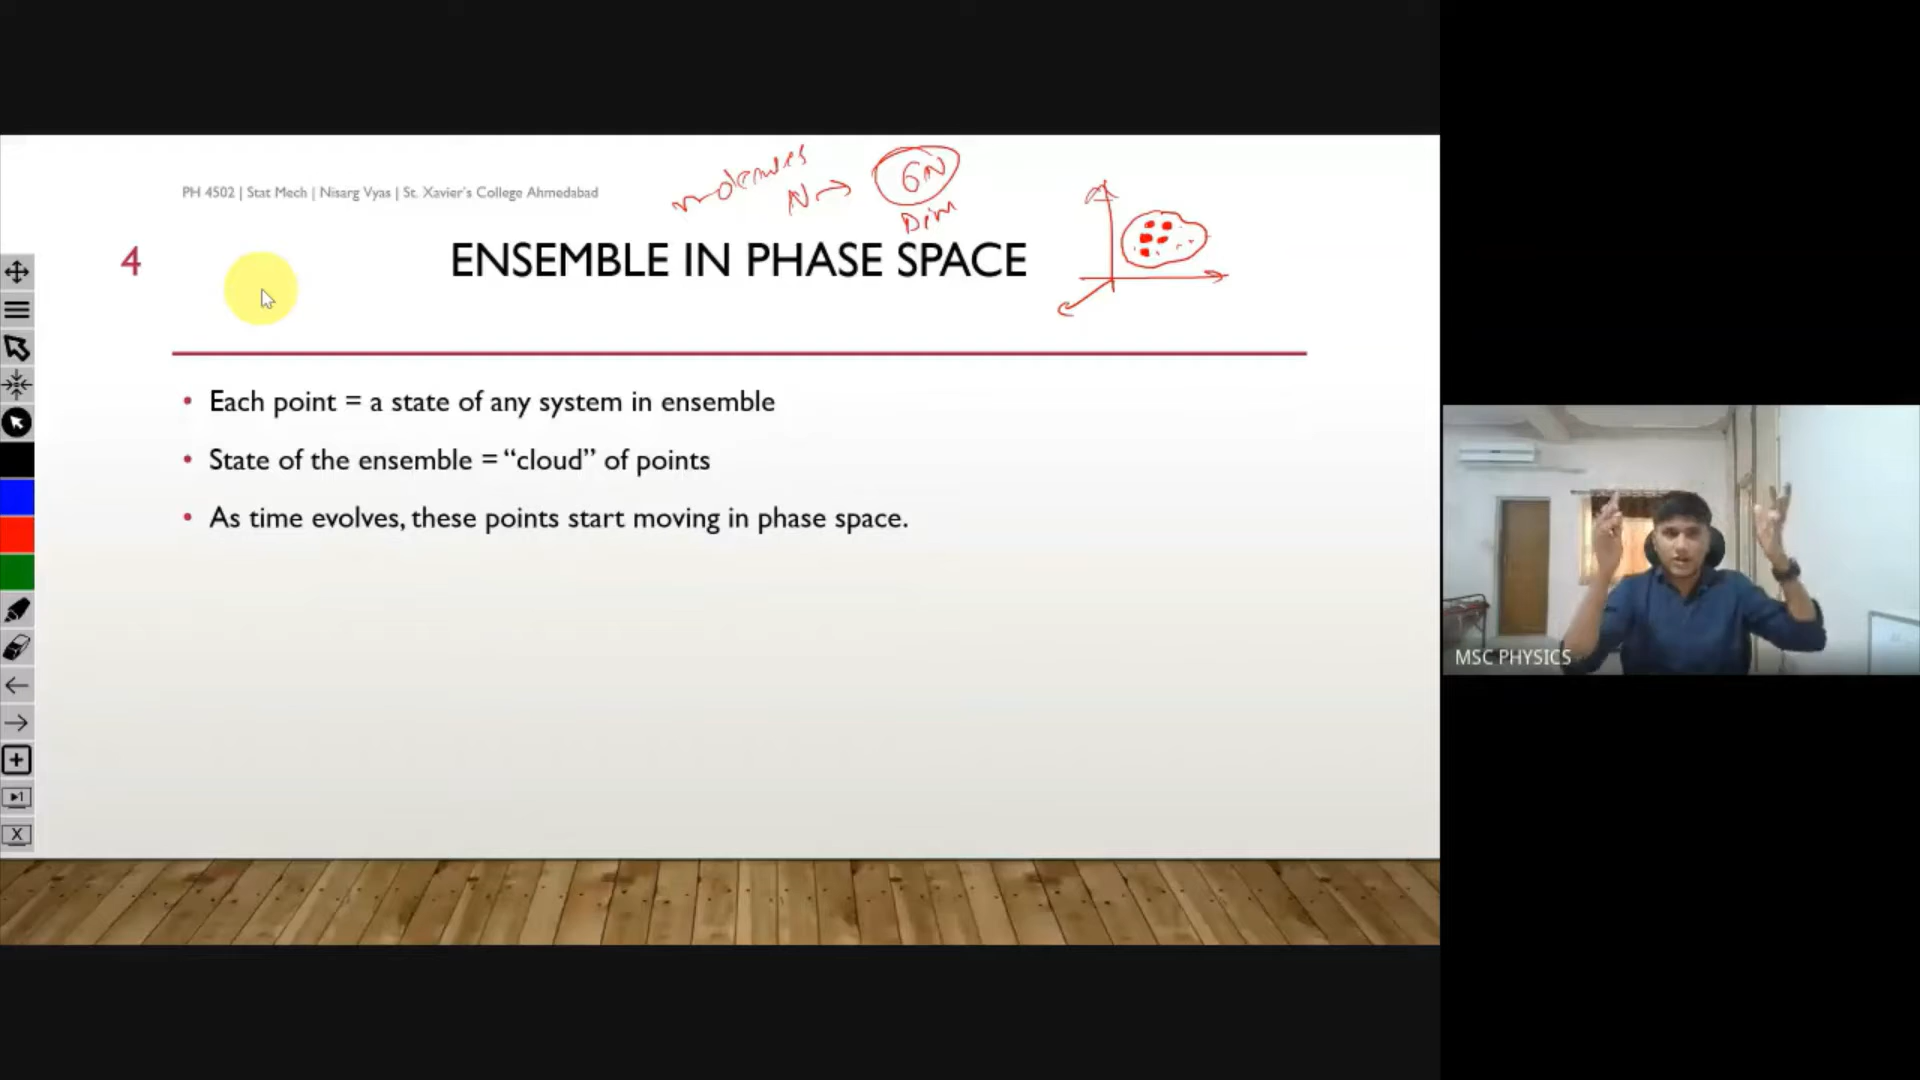 molecules
N → 6N
Dim
PH 4502 | Stat Mech | Nisarg Vyas | St. Xavier's College Ahmedabad
4
ENSEMBLE IN PHASE SPACE
• Each point = a state of any system in ensemble
• State of the ensemble = “cloud” of points
• As time evolves, these points start moving in phase space.
MSC PHYSICS